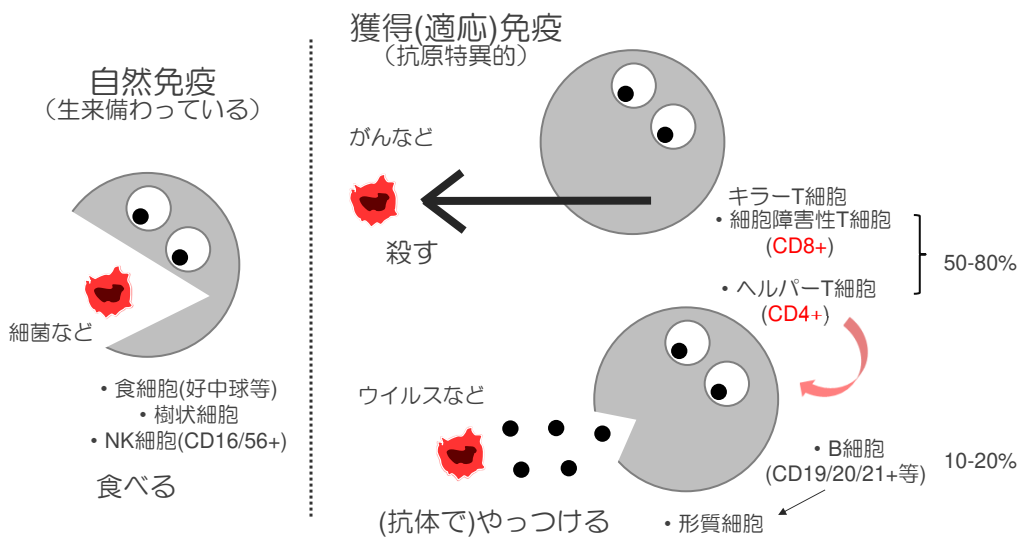 自然免疫
（生来備わっている）
細菌など
・食細胞(好中球等)
・樹状細胞
・NK細胞(CD16/56+)
食べる
獲得(適応)免疫
（抗原特異的）
がんなど
殺す
キラーT細胞
・細胞障害性T細胞
(CD8+)
・ヘルパーT細胞
(CD4+)
50-80%
ウイルスなど
・B細胞
(CD19/20/21+等)
10-20%
・形質細胞
(抗体で)やっつける